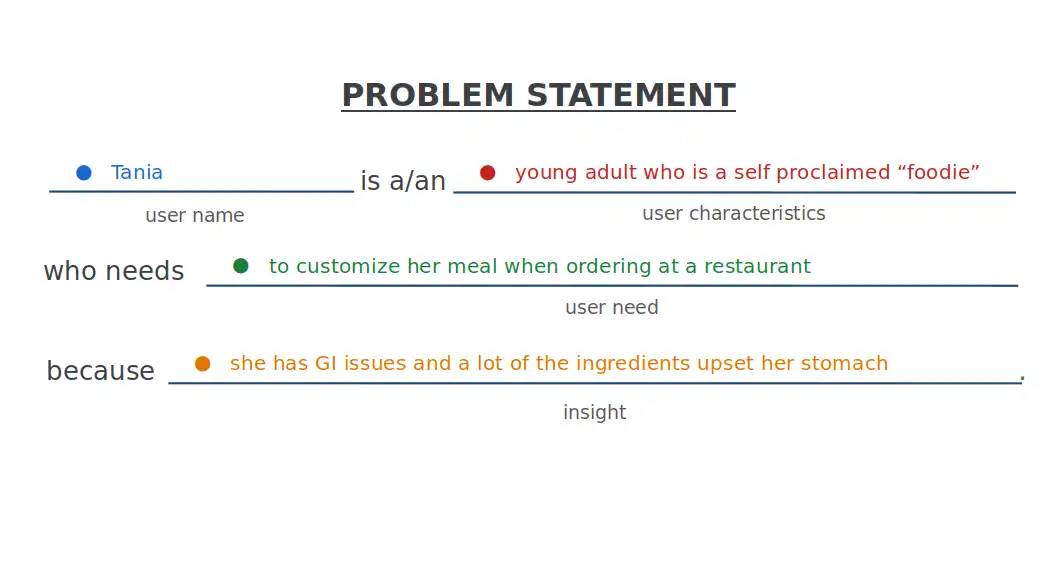 PROBLEM STATEMENT
● Tania is a/an ● young adult who is a self proclaimed “foodie”
user name user characteristics
who needs ● to customize her meal when ordering at a restaurant
user need
because ● she has GI issues and a lot of the ingredients upset her stomach .
insight